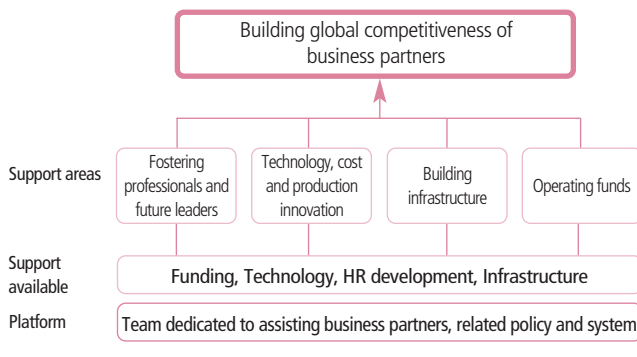 Building global competitiveness of
business partners
Support areas
Fostering
professionals and
future leaders
Technology, cost
and production
innovation
Building
infrastructure
Operating funds
Support
available
Funding, Technology, HR development, Infrastructure
Platform
Team dedicated to assisting business partners, related policy and system